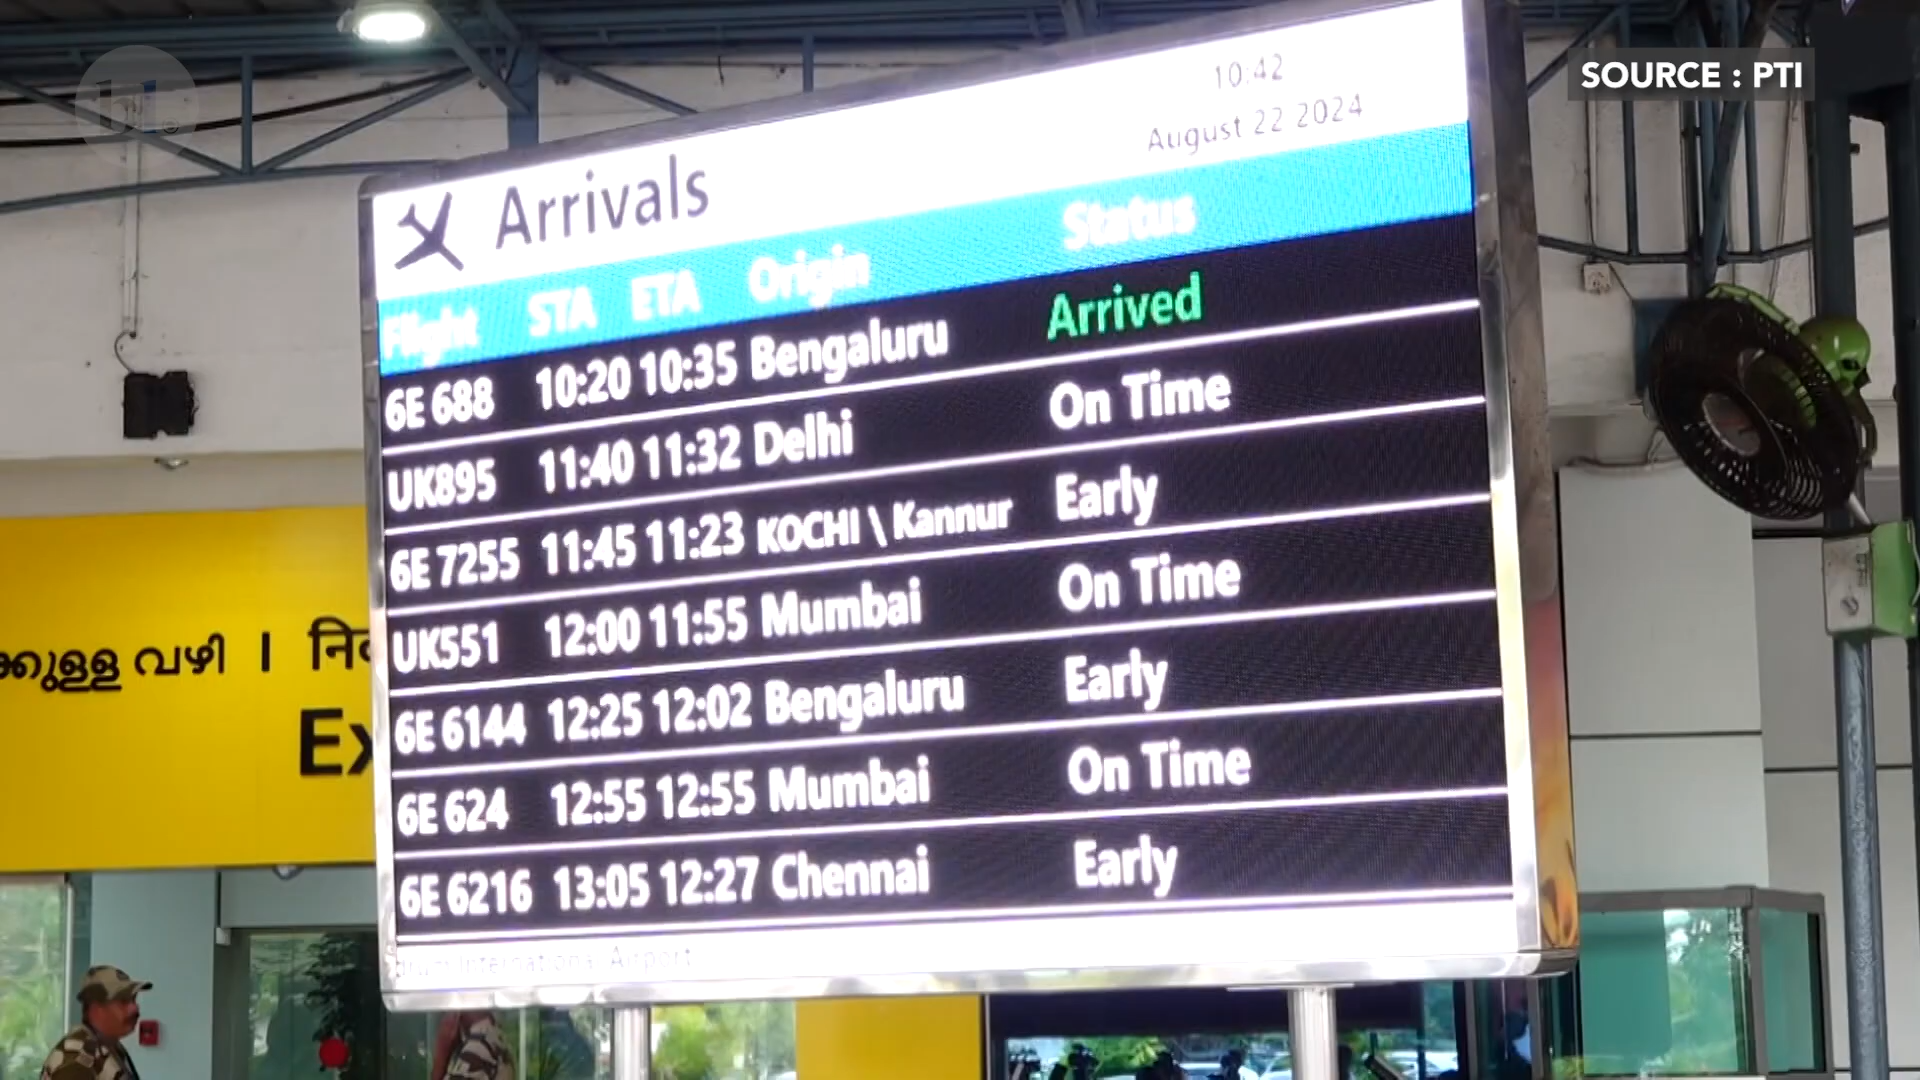 SOURCE : PTI
10:42
August 22 2024
Arrivals
Flight STA ETA Origin Status
6E 688 10:20 10:35 Bengaluru Arrived
UK895 11:40 11:32 Delhi On Time
6E 7255 11:45 11:23 KOCHI \ Kannur Early
UK551 12:00 11:55 Mumbai On Time
6E 6144 12:25 12:02 Bengaluru Early
6E 624 12:55 12:55 Mumbai On Time
6E 6216 13:05 12:27 Chennai Early
International Airport
ക്കുള്ള വഴി | नि
Ex